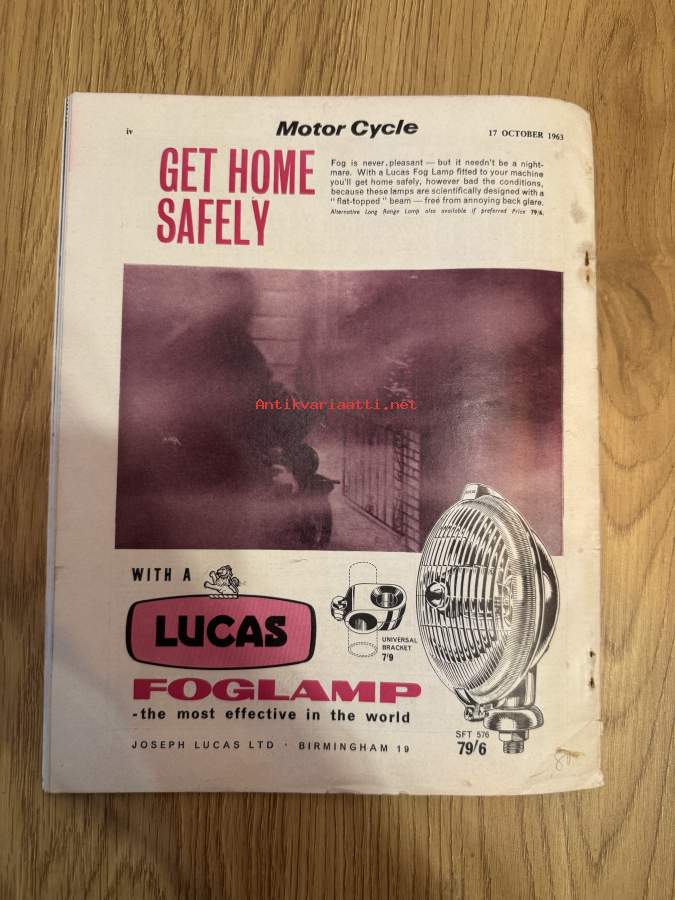 iv
Motor Cycle
17 OCTOBER 1963
GET HOME
SAFELY
Fog is never pleasant — but it needn't be a night-
mare. With a Lucas Fog Lamp fitted to your machine
you'll get home safely, however bad the conditions,
because these lamps are scientifically designed with a
"flat-topped" beam — free from annoying back glare.
Alternative Long Range Lamp also available if preferred Price 79/6.
Antikvariaatti.net
LUCAS
WITH A
LUCAS
UNIVERSAL
BRACKET
7'9
FOGLAMP
-the most effective in the world
SFT 576
79/6
JOSEPH LUCAS LTD · BIRMINGHAM 19